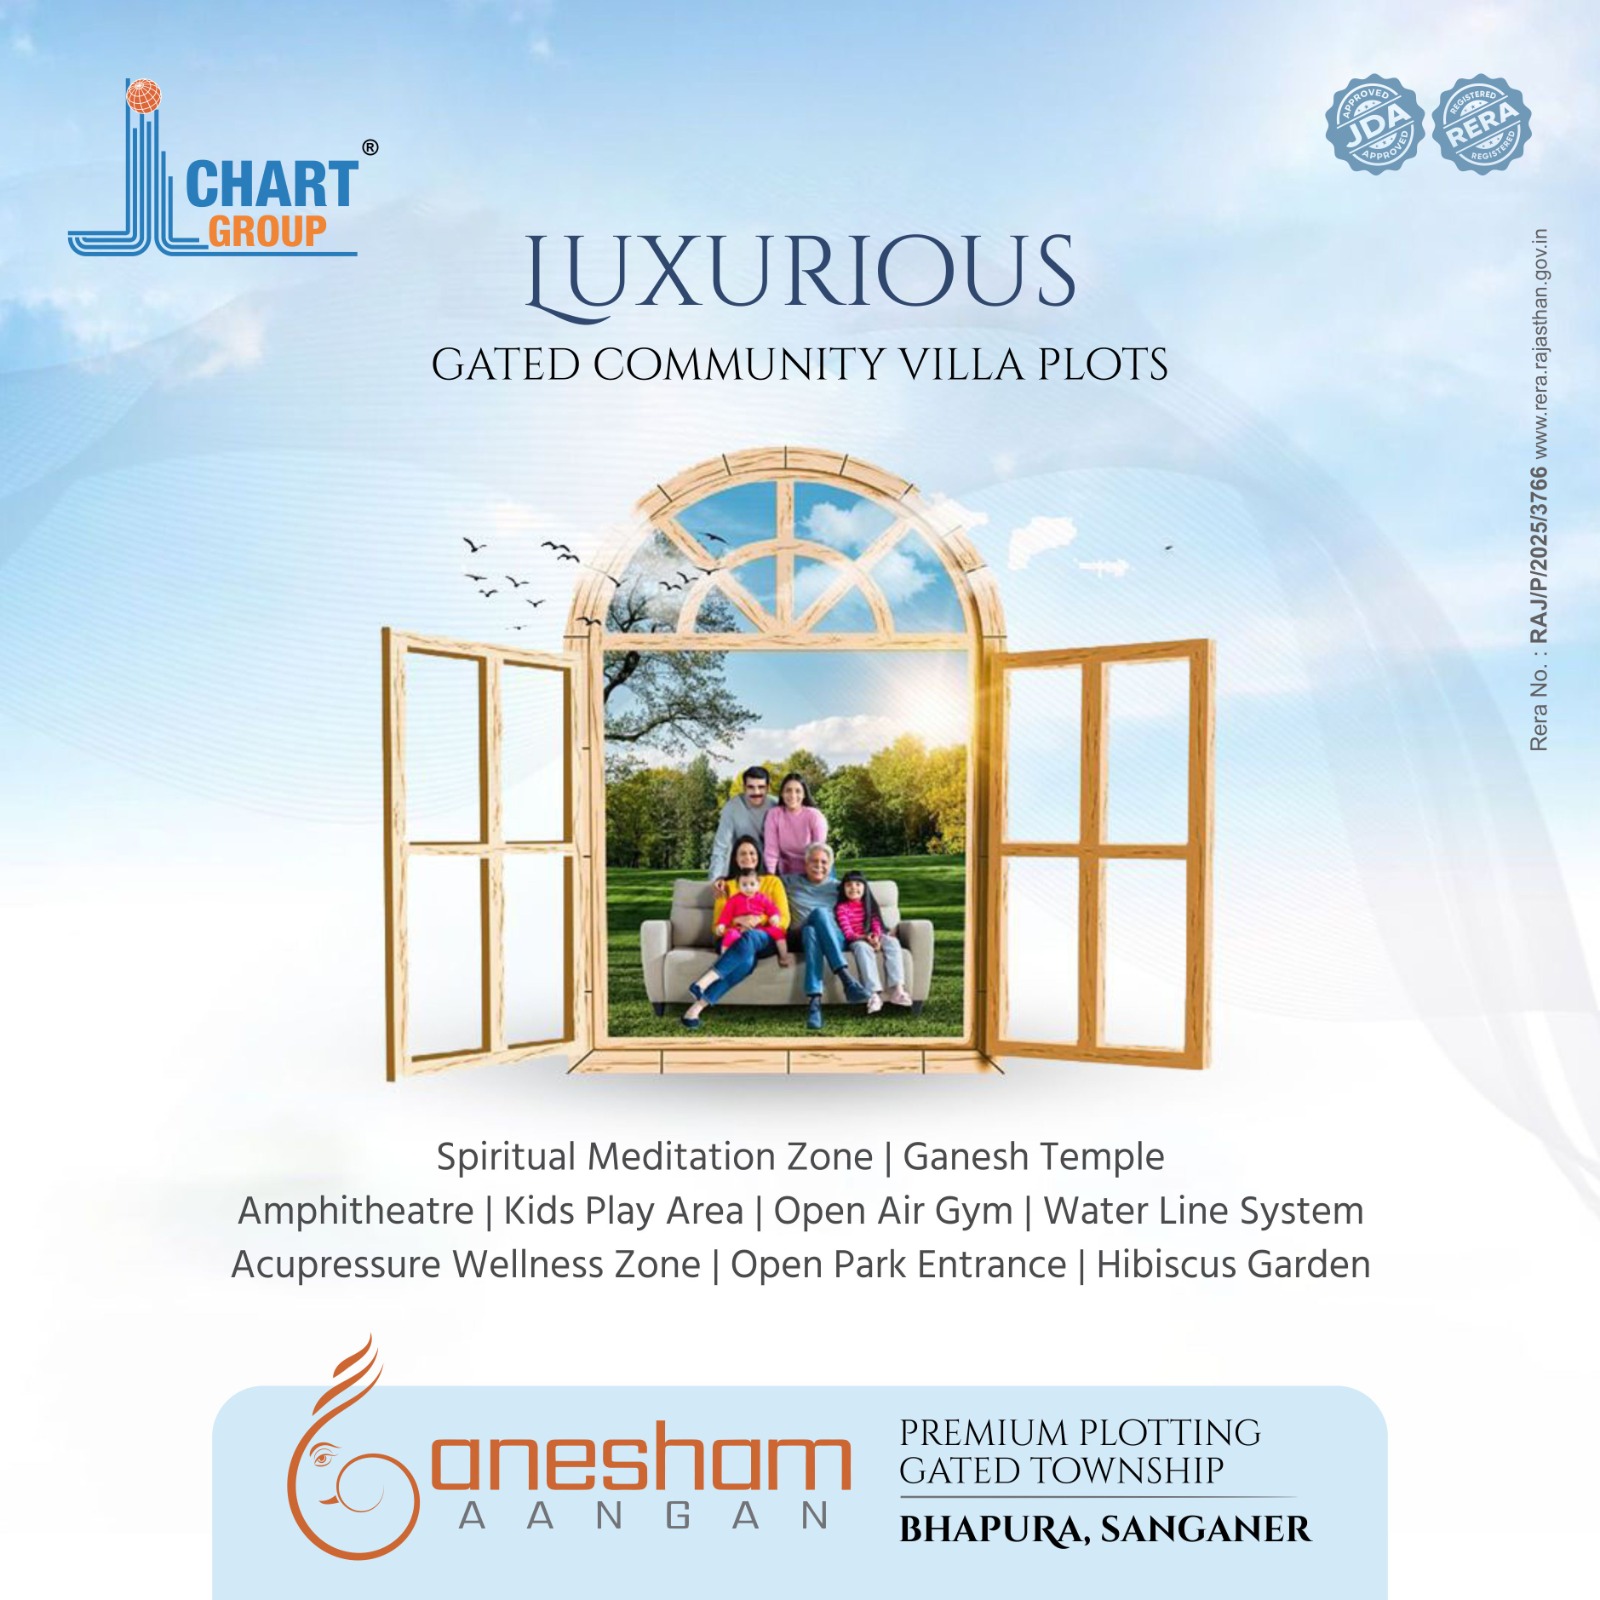 CHART®
GROUP
APPROVED
JDA
APPROVED
REGISTERED
RERA
REGISTERED
LUXURIOUS
GATED COMMUNITY VILLA PLOTS
Rera No. : RAJ/P/2025/3766 www.rera.rajasthan.gov.in
Spiritual Meditation Zone | Ganesh Temple
Amphitheatre | Kids Play Area | Open Air Gym | Water Line System
Acupressure Wellness Zone | Open Park Entrance | Hibiscus Garden
Ganesham
AANGAN
PREMIUM PLOTTING
GATED TOWNSHIP
BHAPURA, SANGANER